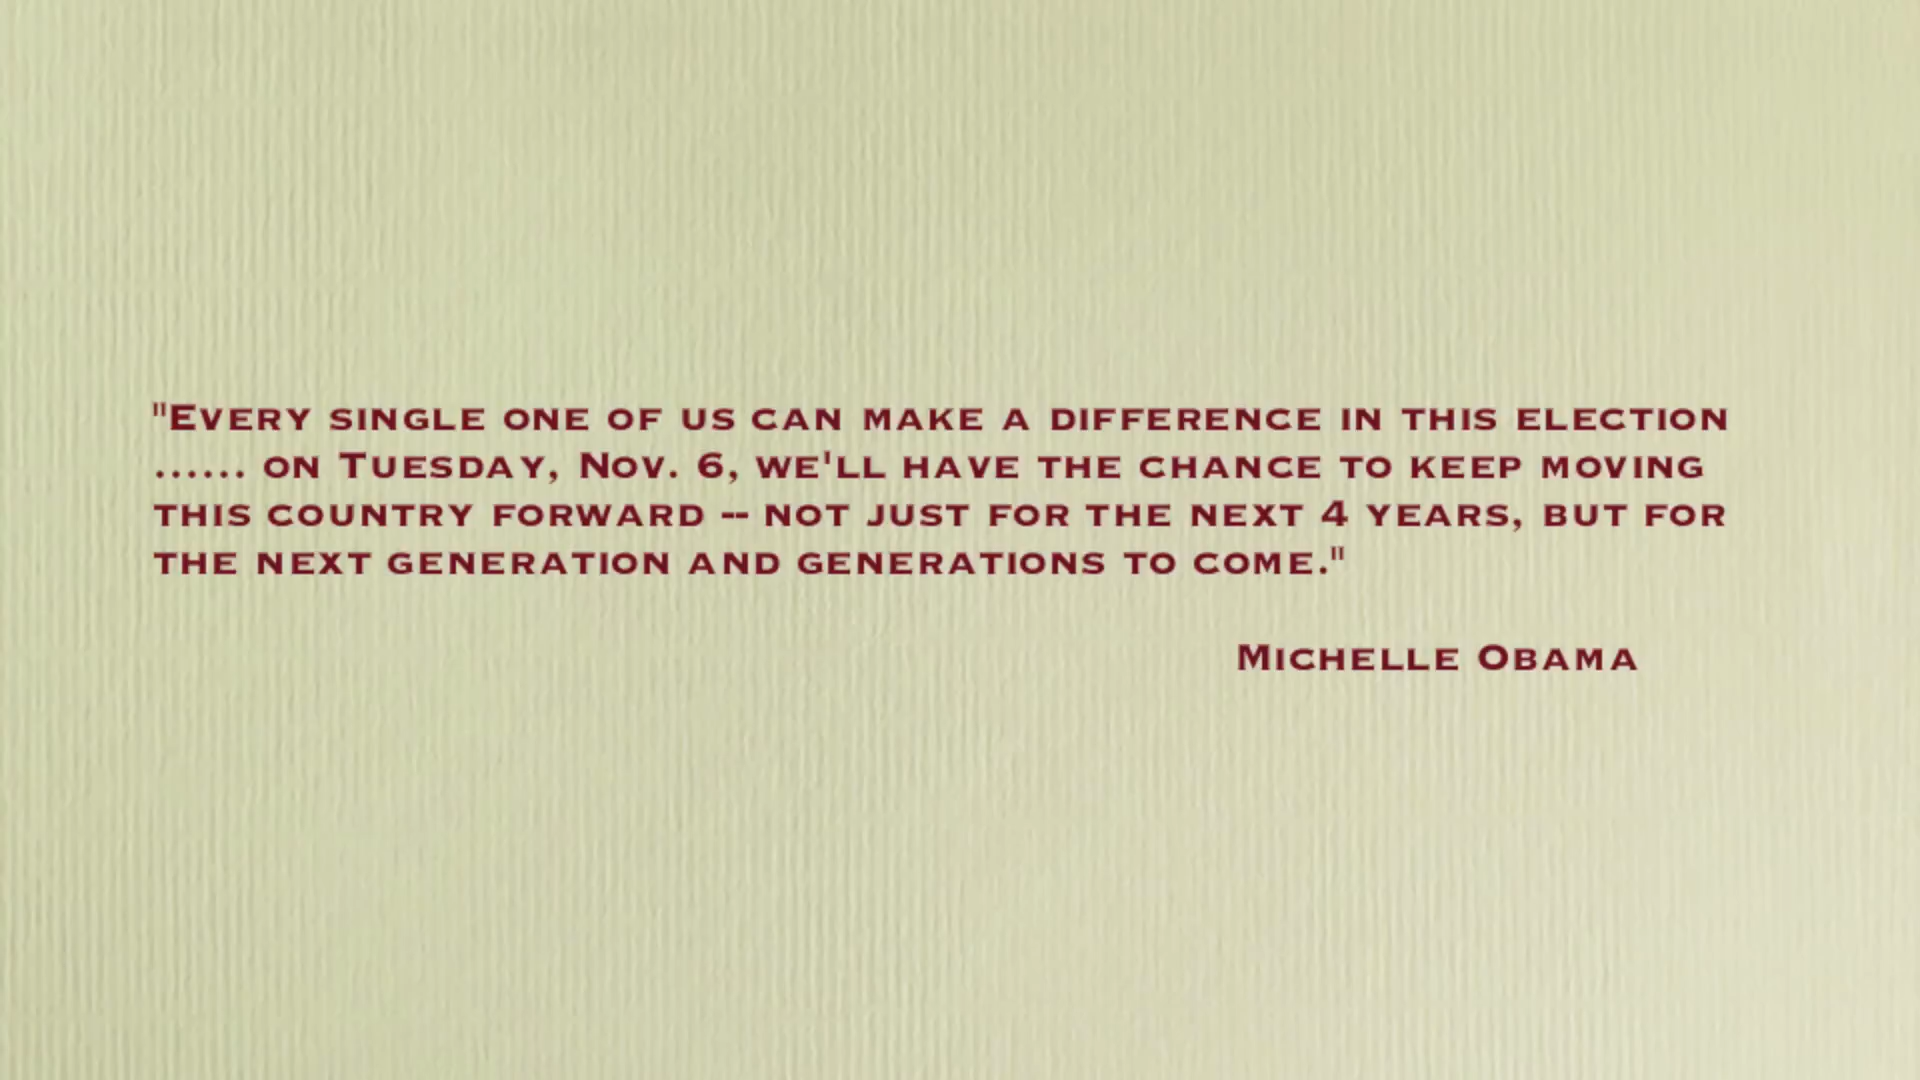 "Every single one of us can make a difference in this election
...... on Tuesday, Nov. 6, we'll have the chance to keep moving
this country forward -- not just for the next 4 years, but for
the next generation and generations to come."
Michelle Obama